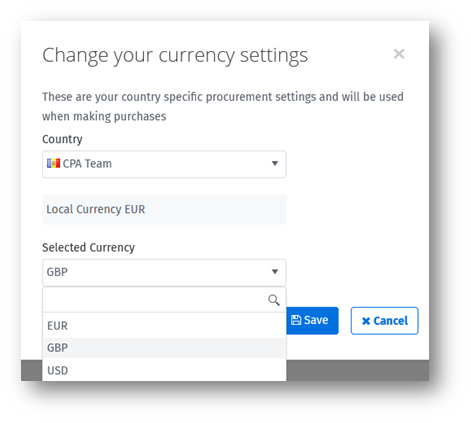 Change your currency settings
These are your country specific procurement settings and will be used
when making purchases
Country
CPA Team
Local Currency EUR
Selected Currency
GBP
EUR
Save
Cancel
GBP
USD